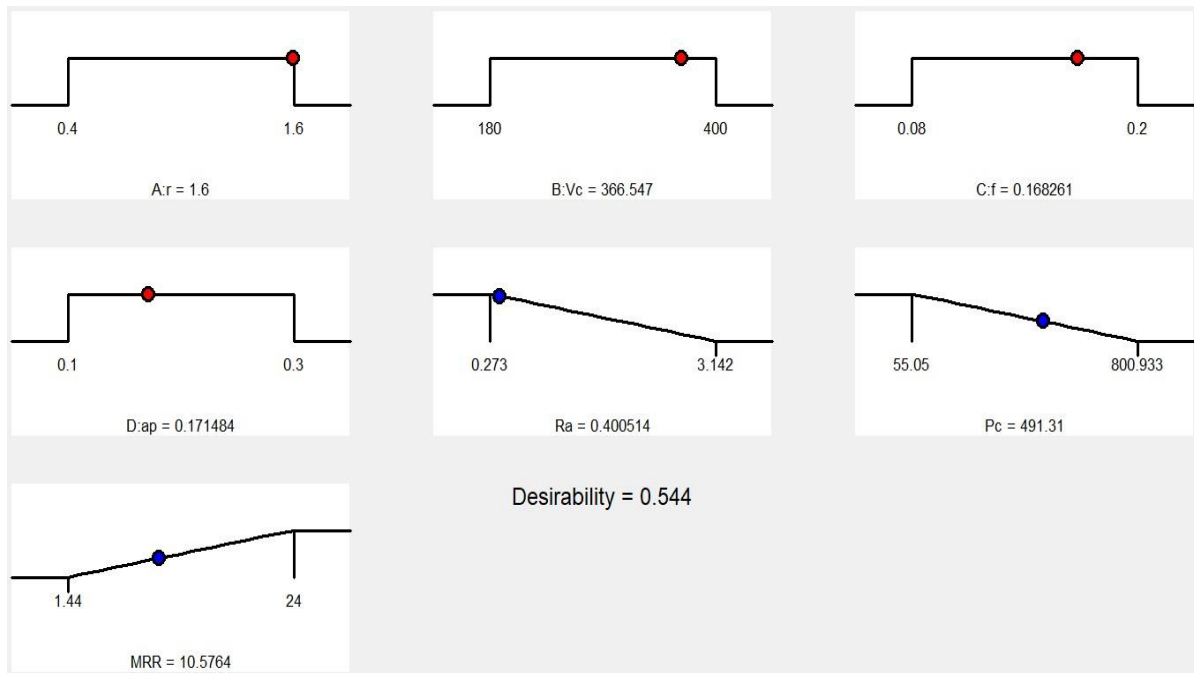 0.4 1.6
A:r = 1.6
180 400
B:Vc = 366.547
0.08 0.2
C:f = 0.168261
0.1 0.3
D:ap = 0.171484
0.273 3.142
Ra = 0.400514
55.05 800.933
Pc = 491.31
1.44 24
MRR = 10.5764
Desirability = 0.544